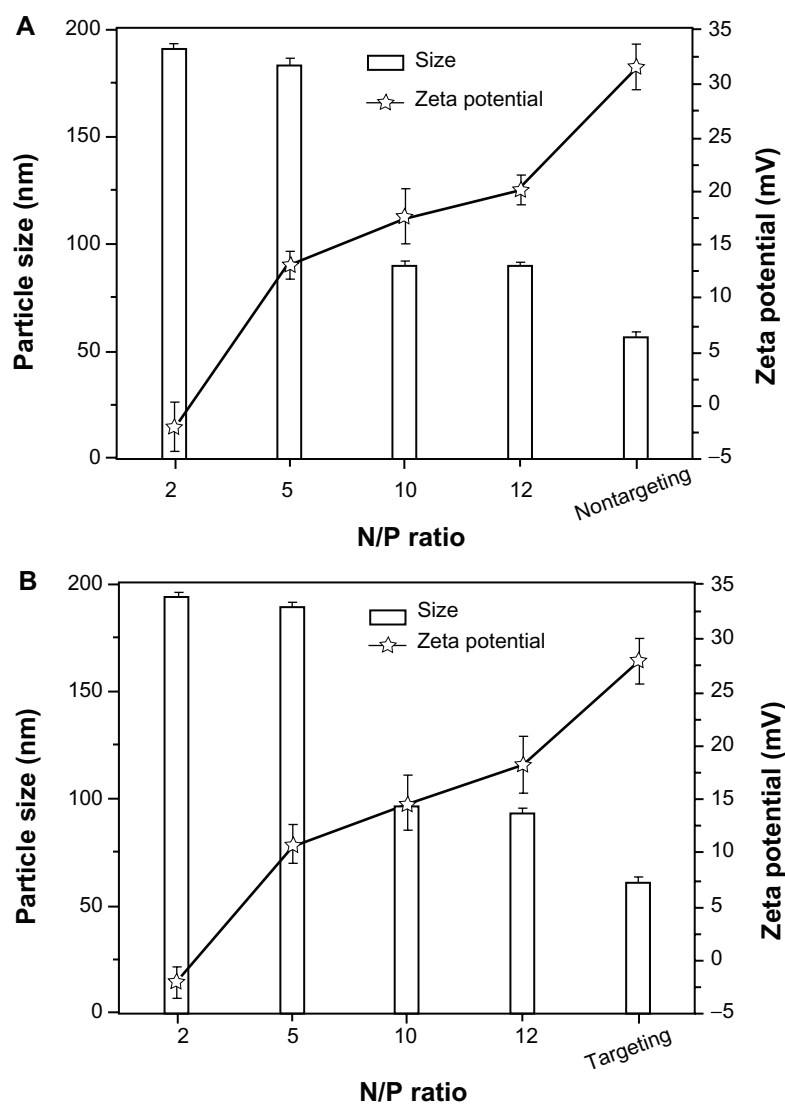 A
Size
Zeta potential
Particle size (nm)
200
150
100
50
0
Zeta potential (mV)
35
30
25
20
15
10
5
0
–5
2
5
10
12
Nontargeting
N/P ratio
B
Size
Zeta potential
Particle size (nm)
200
150
100
50
0
Zeta potential (mV)
35
30
25
20
15
10
5
0
–5
2
5
10
12
Targeting
N/P ratio